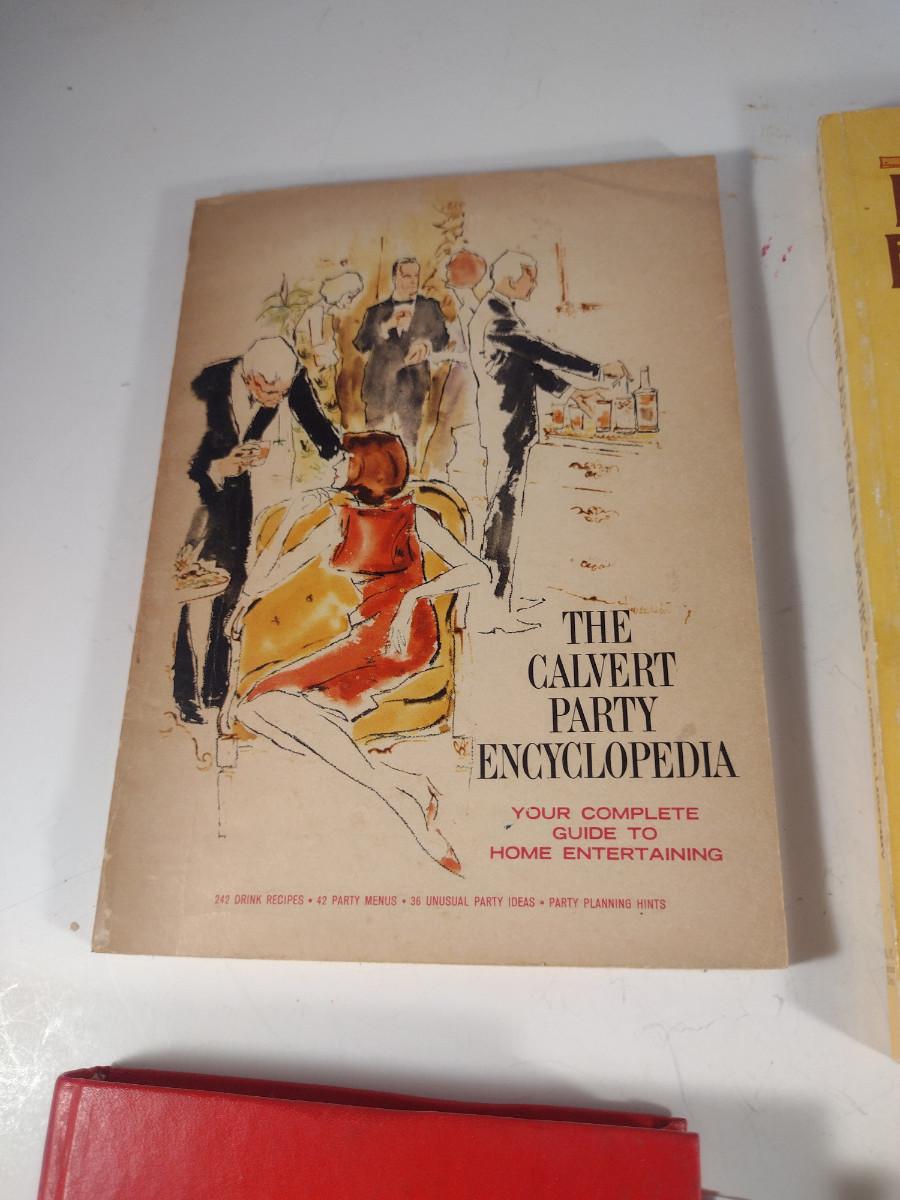 THE
CALVERT
PARTY
ENCYCLOPEDIA
YOUR COMPLETE
GUIDE TO
HOME ENTERTAINING
242 DRINK RECIPES • 42 PARTY MENUS • 36 UNUSUAL PARTY IDEAS • PARTY PLANNING HINTS